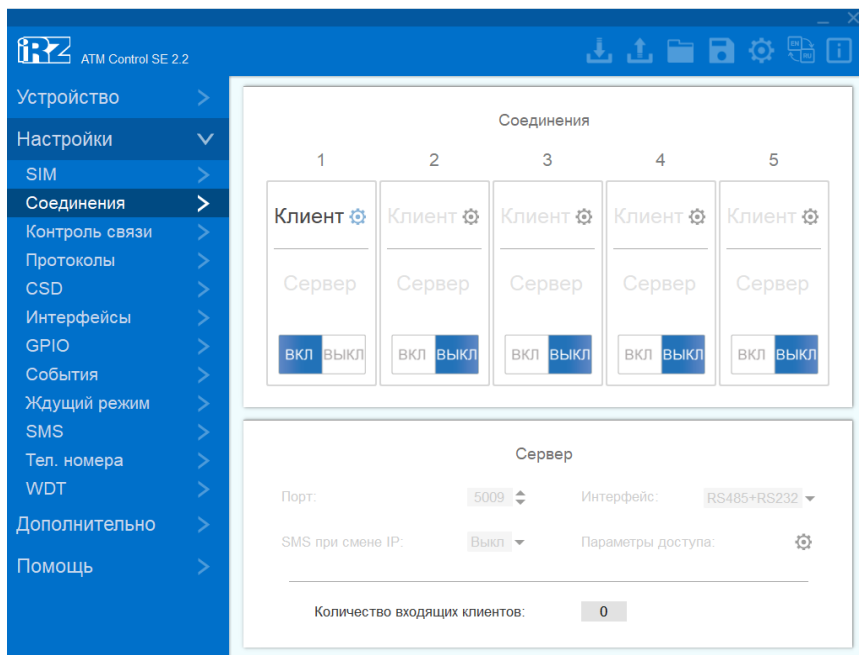 iRZ ATM Control SE 2.2
EN RU
Устройство
Настройки
SIM
Соединения
Контроль связи
Протоколы
CSD
Интерфейсы
GPIO
События
Ждущий режим
SMS
Тел. номера
WDT
Дополнительно
Помощь
Соединения
1 2 3 4 5
Клиент Клиент Клиент Клиент Клиент
Сервер Сервер Сервер Сервер Сервер
ВКЛ ВЫКЛ ВКЛ ВЫКЛ ВКЛ ВЫКЛ ВКЛ ВЫКЛ ВКЛ ВЫКЛ
Сервер
Порт: 5009 Интерфейс: RS485+RS232
SMS при смене IP: Выкл Параметры доступа:
Количество входящих клиентов: 0